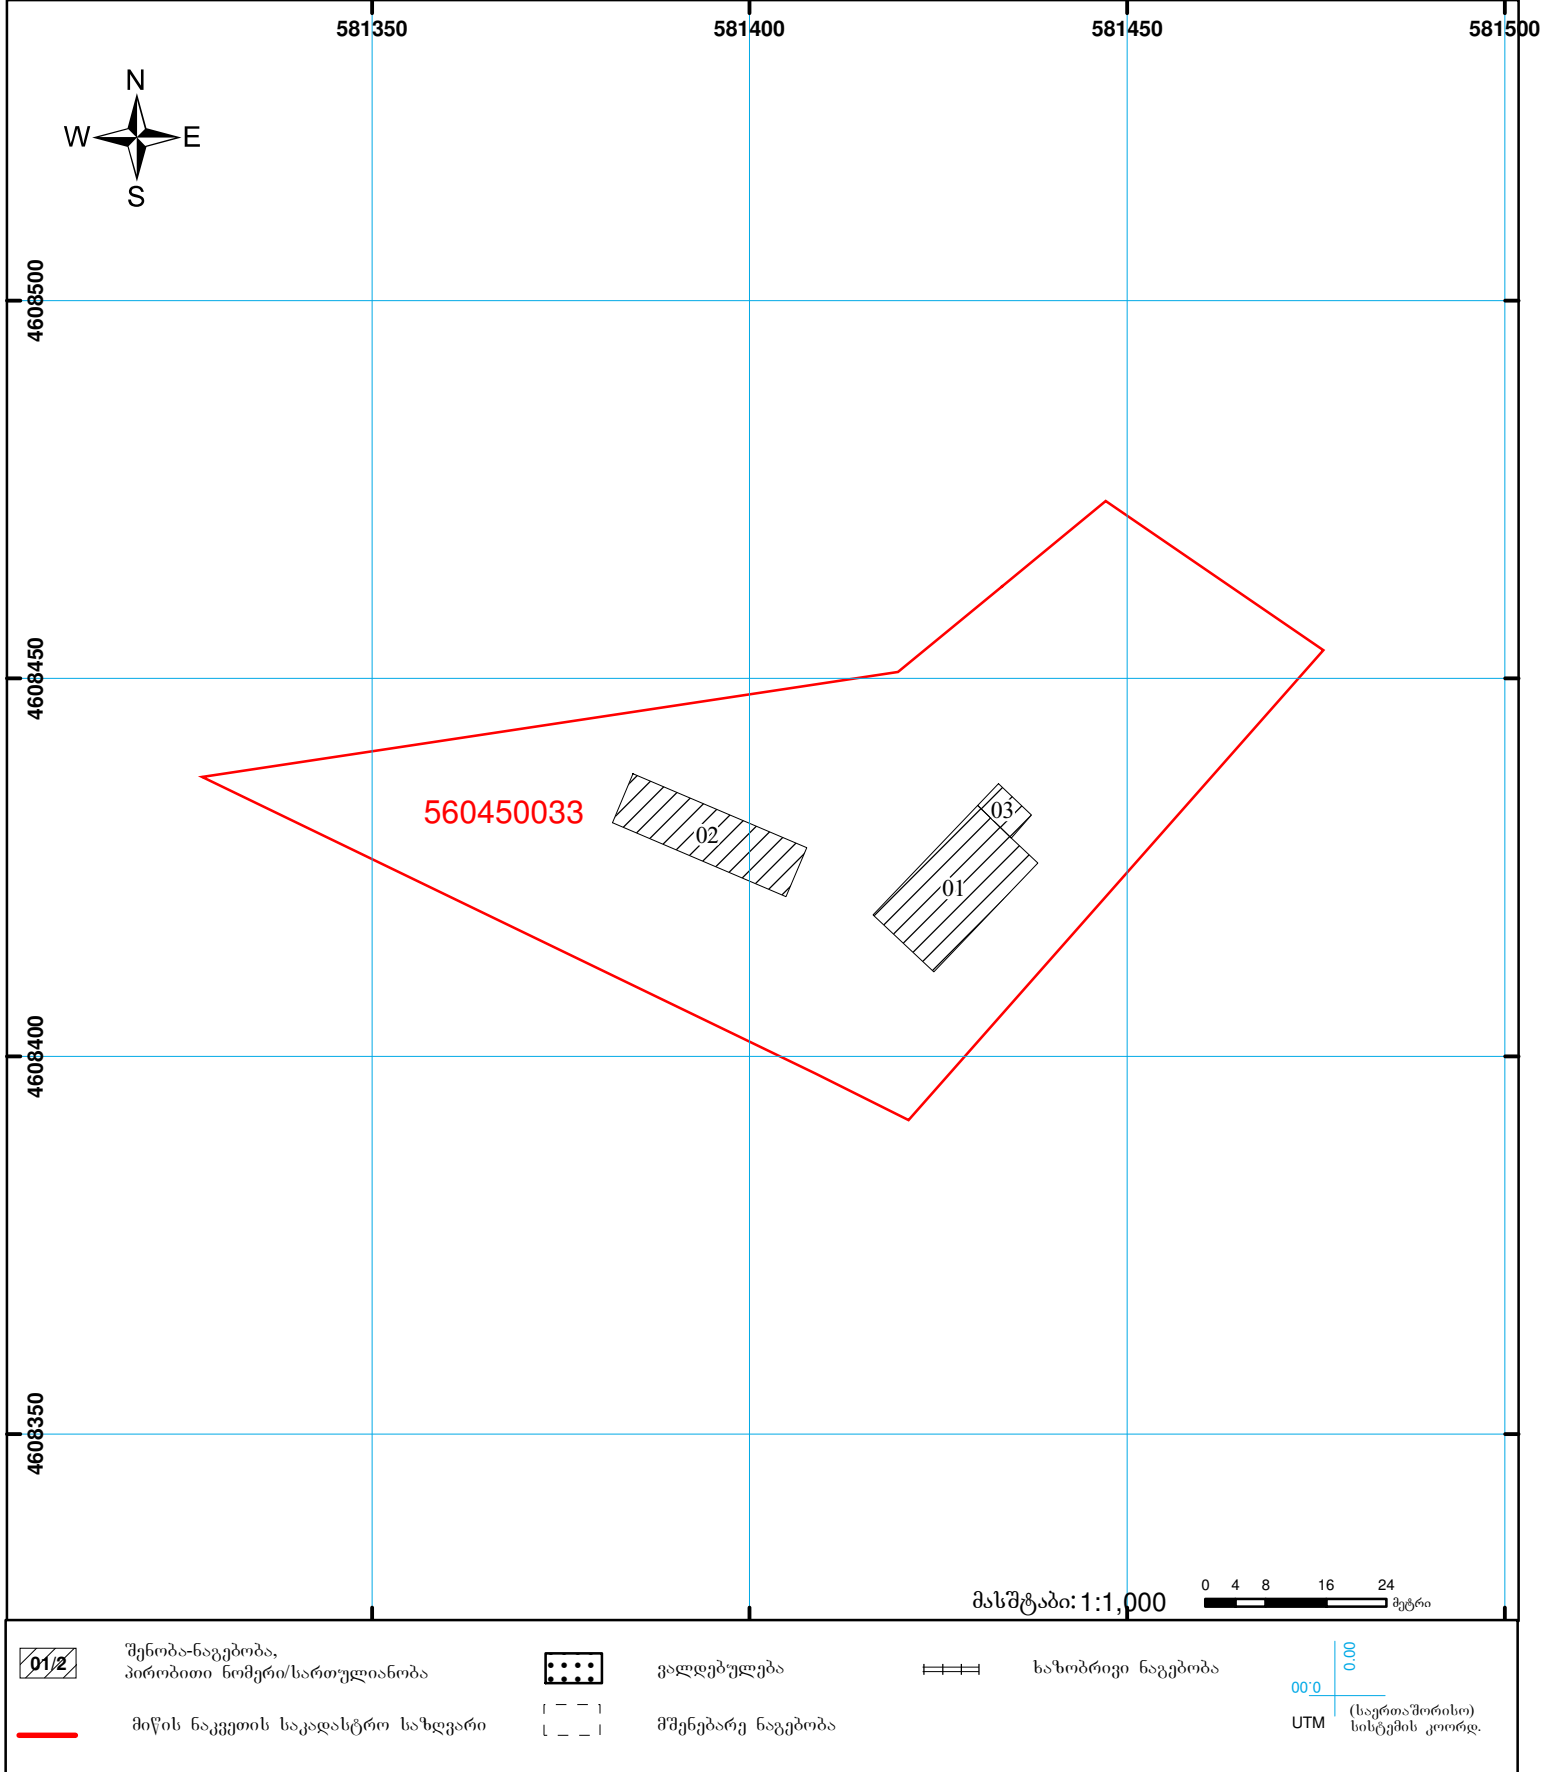 581350 581400 581450 581500
N
W E
S
4608500
4608450
4608400
4608350
560450033
02
03
01
მასშტაბი: 1:1,000
0 4 8 16 24
მეტრი
01/2
შენობა-ნაგებობა,
პირობითი ნომერი/სართულიანობა
ვალდებულება
ხაზობრივი ნაგებობა
მიწის ნაკვეთის საკადასტრო საზღვარი
მშენებარე ნაგებობა
00.0
00.0
UTM
(საერთაშორისო)
სისტემის კოორდ.